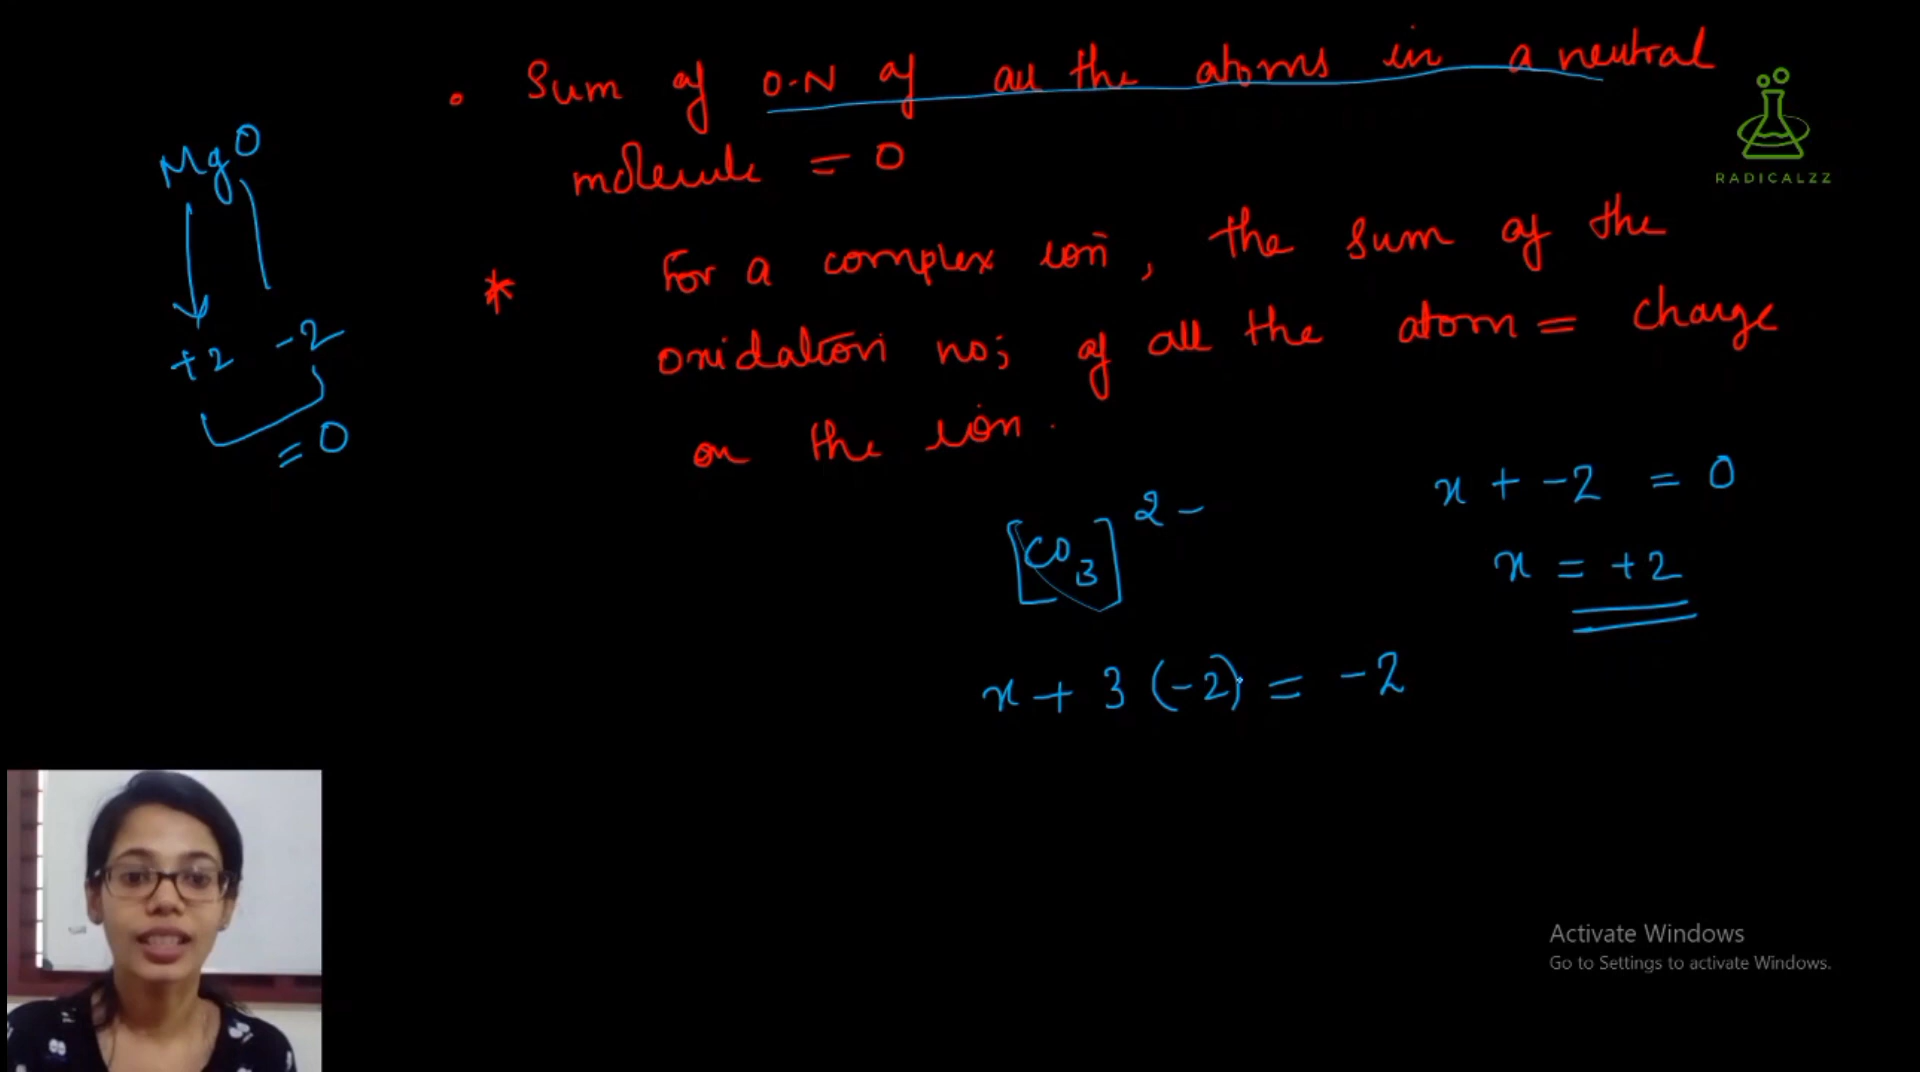 • Sum of O.N of all the atoms in a neutral
molecule = 0
RADICALZZ
MgO
+2 -2
= 0
* For a complex ion, the sum of the
oxidation no; of all the atom = charge
on the ion.
[CO3]2-
x + -2 = 0
x = +2
x + 3 (-2) = -2
Activate Windows
Go to Settings to activate Windows.